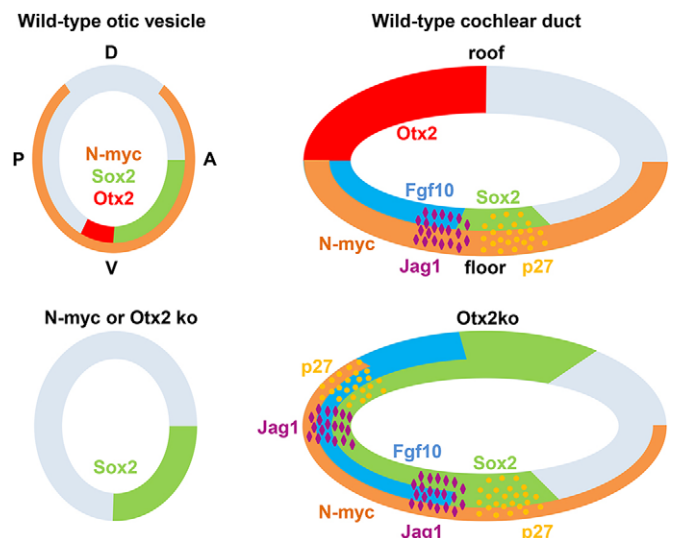 Wild-type otic vesicle
D
P
A
N-myc
Sox2
Otx2
V
Wild-type cochlear duct
roof
Otx2
Fgf10
Sox2
N-myc
Jag1
floor
p27
N-myc or Otx2 ko
Sox2
Otx2ko
p27
Jag1
Fgf10
Sox2
N-myc
Jag1
p27